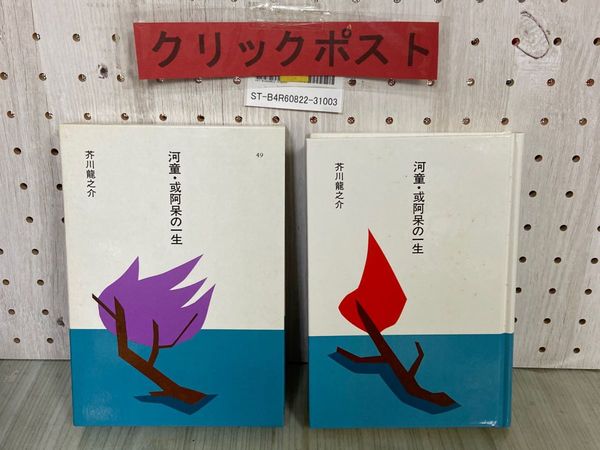 クリックポスト
ST-B4R60822-31003
49
河童・或阿呆の一生
芥川龍之介
河童・或阿呆の一生
芥川龍之介